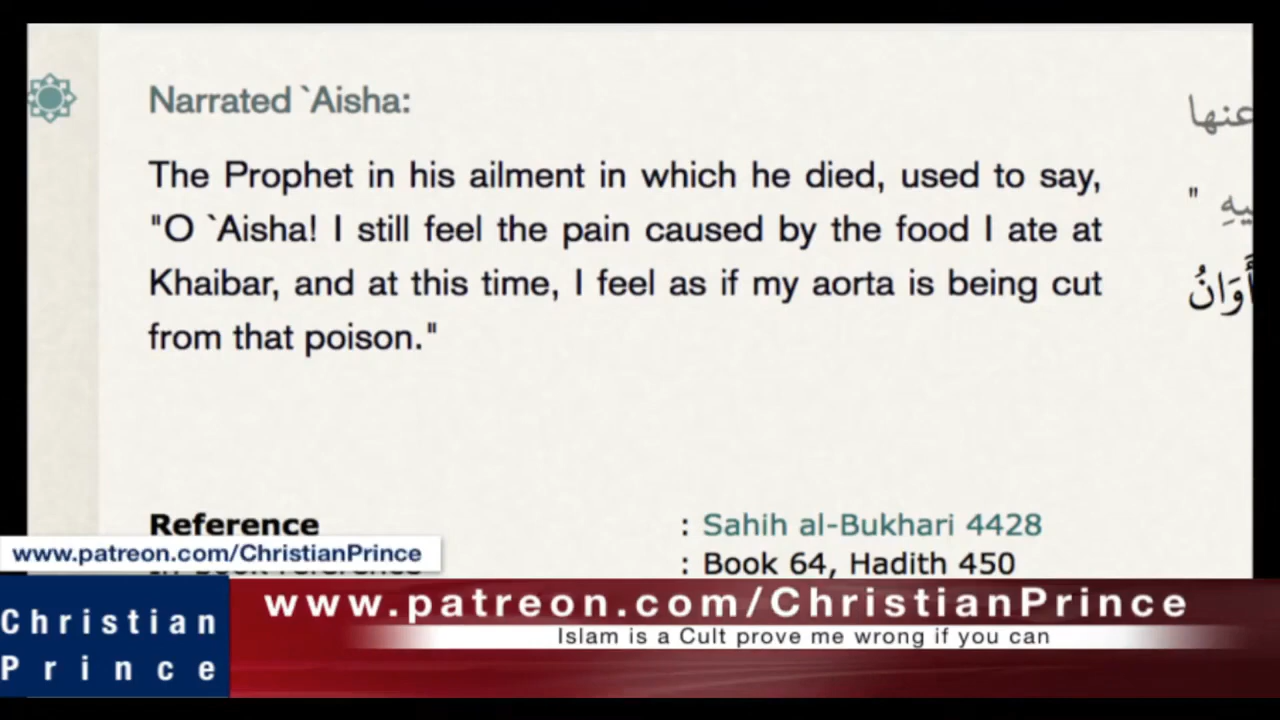 Narrated `Aisha:
عنها
The Prophet in his ailment in which he died, used to say,
"O `Aisha! I still feel the pain caused by the food I ate at
Khaibar, and at this time, I feel as if my aorta is being cut
أَوَانُ
from that poison."
Reference : Sahih al-Bukhari 4428
www.patreon.com/ChristianPrince
: Book 64, Hadith 450
www.patreon.com/ChristianPrince
Islam is a Cult prove me wrong if you can
Christian
Prince